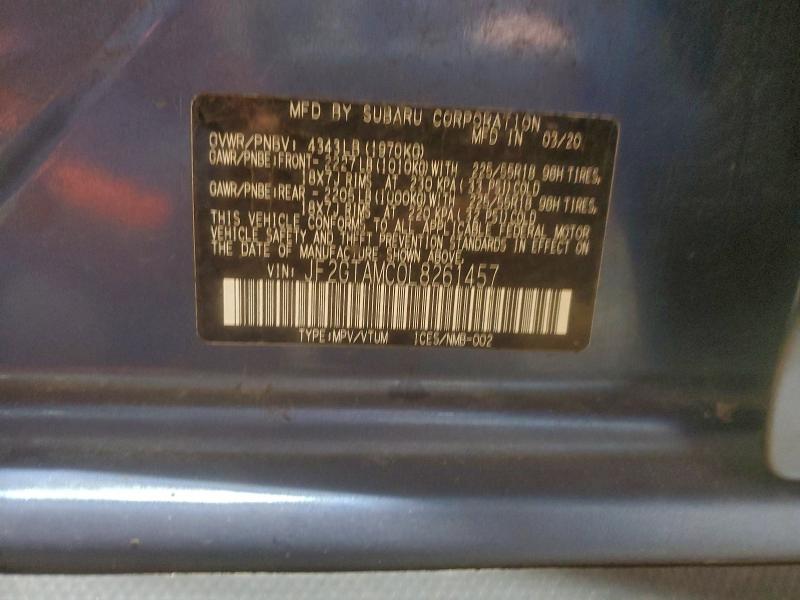 MFD BY SUBARU CORPORATION
MFD IN 03/20
GVWR/PNBV: 4343LB(1970KG)
GAWR/PNBE:FRONT- 2227LB(1010KG)WITH 225/55R18 98H TIRES,
18X7J RIMS AT 230 KPA( 33 PSI)COLD
GAWR/PNBE:REAR -2205LB(1000KG)WITH 225/55R18 98H TIRES,
18X7J RIMS AT 220 KPA( 32 PSI)COLD
THIS VEHICLE CONFORMS TO ALL APPLICABLE FEDERAL MOTOR
VEHICLE SAFETY AND THEFT PREVENTION STANDARDS IN EFFECT ON
THE DATE OF MANUFACTURE SHOWN ABOVE.
VIN: JF2GTAMC0L8261457
TYPE:MPV/VTUM ICES/NMB-002